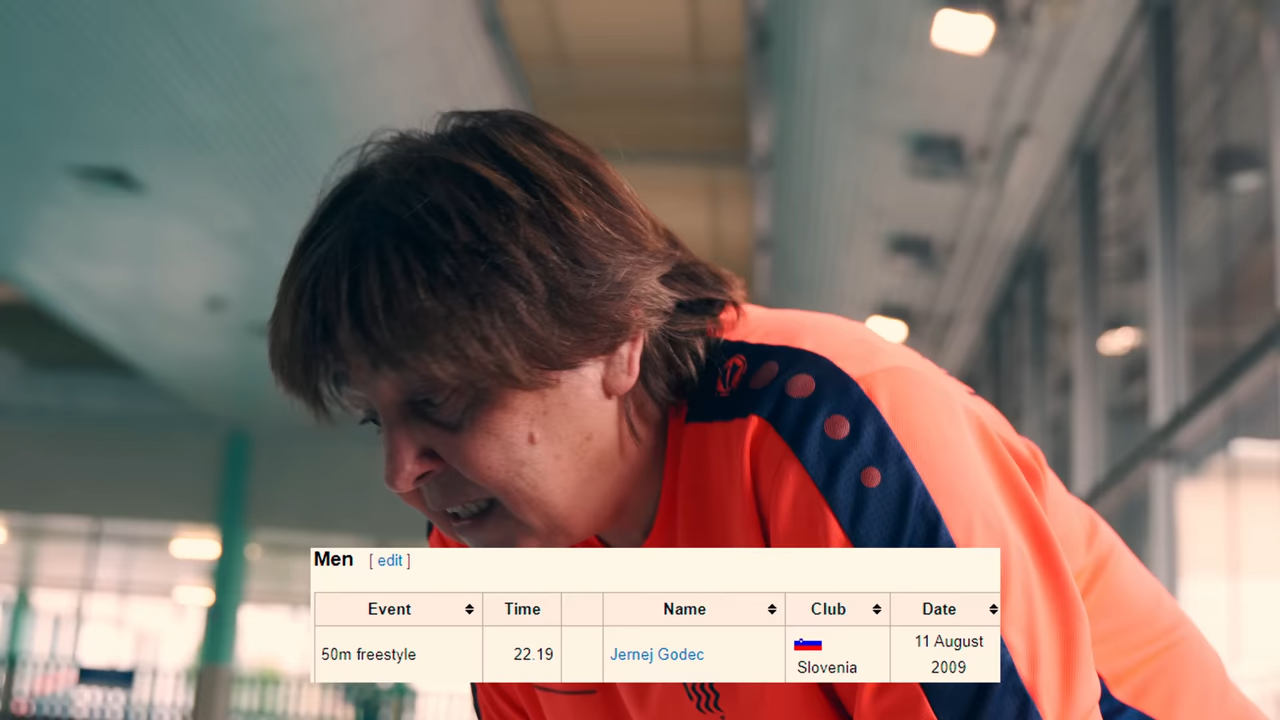 Men [ edit ]
Event Time Name Club Date
50m freestyle 22.19 Jernej Godec Slovenia 11 August 2009